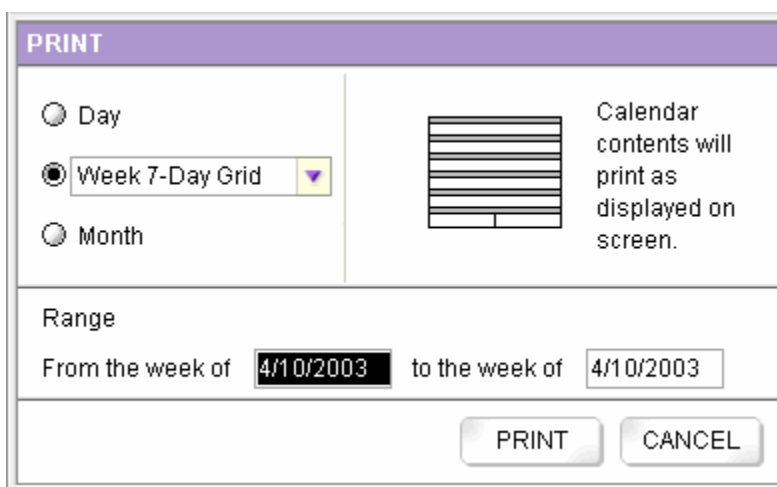 PRINT
Day
Week 7-Day Grid
Month
Calendar
contents will
print as
displayed on
screen.
Range
From the week of 4/10/2003 to the week of 4/10/2003
PRINT CANCEL